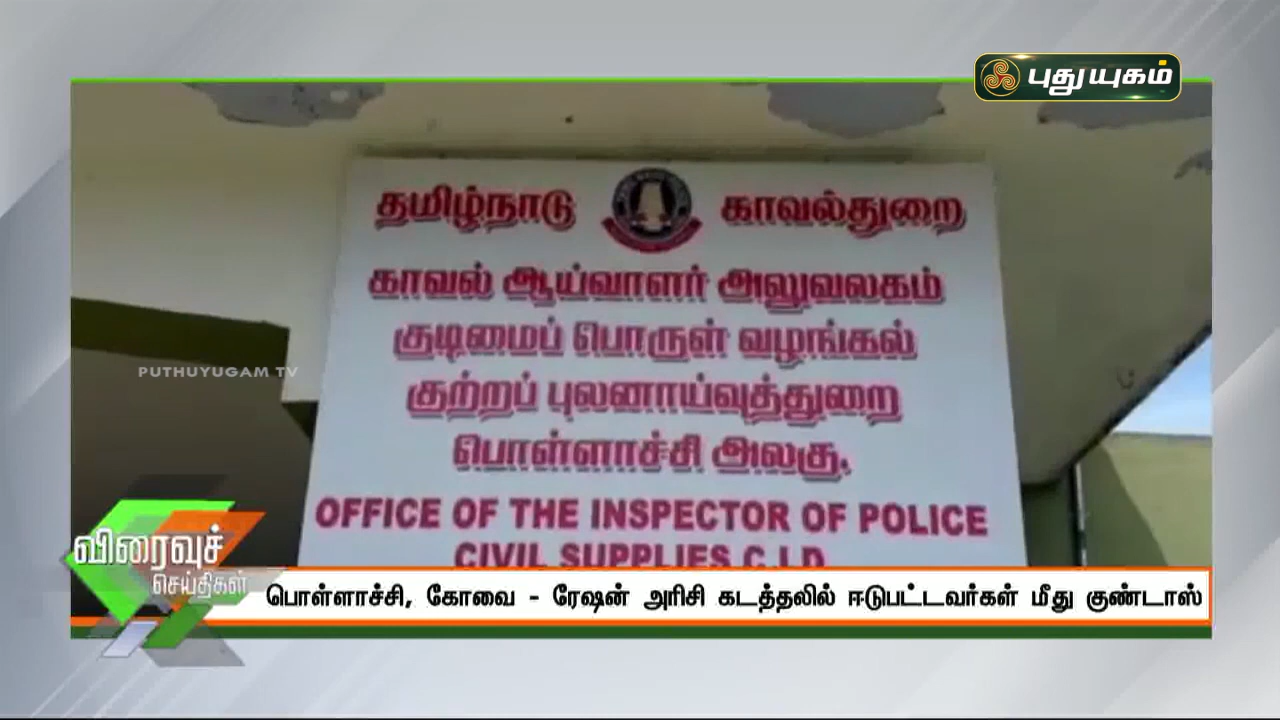 புதுயுகம்
தமிழ்நாடு காவல்துறை
காவல் ஆய்வாளர் அலுவலகம்
குடிமைப் பொருள் வழங்கல்
குற்றப் புலனாய்வுத்துறை
பொள்ளாச்சி அலகு.
OFFICE OF THE INSPECTOR OF POLICE
CIVIL SUPPLIES C.I.D
PUTHUYUGAM TV
விரைவுச்
செய்திகள்
பொள்ளாச்சி, கோவை - ரேஷன் அரிசி கடத்தலில் ஈடுபட்டவர்கள் மீது குண்டாஸ்